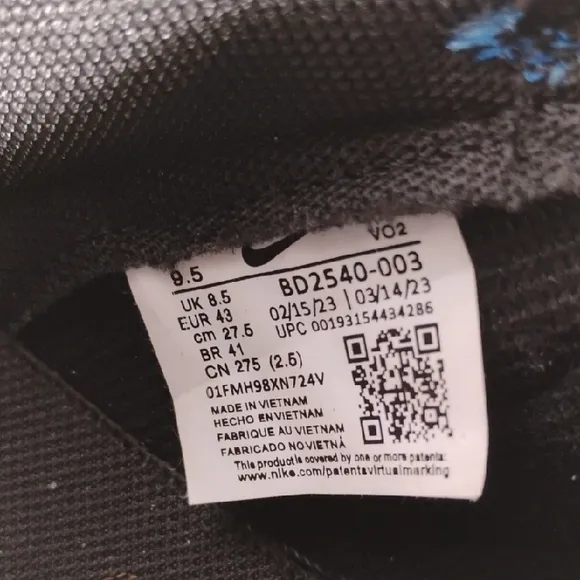 9.5 VO2
UK 8.5 BD2540-003
EUR 43 02/15/23 | 03/14/23
cm 27.5 UPC 00193154434286
BR 41
CN 275 (2.5)
01FMH98XN724V
MADE IN VIETNAM
HECHO EN VIETNAM
FABRIQUE AU VIETNAM
FABRICADO NO VIETNÃ
This product is covered by one or more patents:
www.nike.com/patentsvirtualmarking